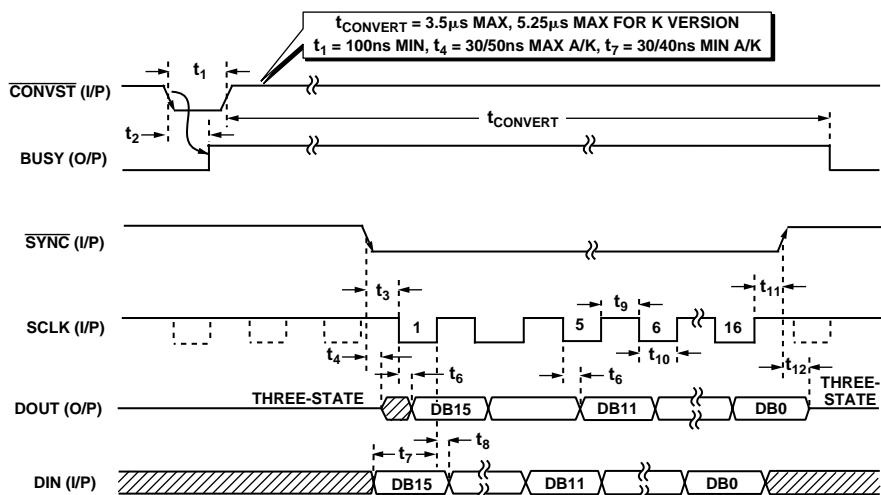 tCONVERT = 3.5µs MAX, 5.25µs MAX FOR K VERSION
t1 = 100ns MIN, t4 = 30/50ns MAX A/K, t7 = 30/40ns MIN A/K
t1
CONVST (I/P)
t2
tCONVERT
BUSY (O/P)
SYNC (I/P)
t3
t9
t11
SCLK (I/P)
1
5
6
16
t4
t6
t6
t10
t12
THREE-STATE
THREE-
STATE
DOUT (O/P)
DB15
DB11
DB0
t7
t8
DIN (I/P)
DB15
DB11
DB0